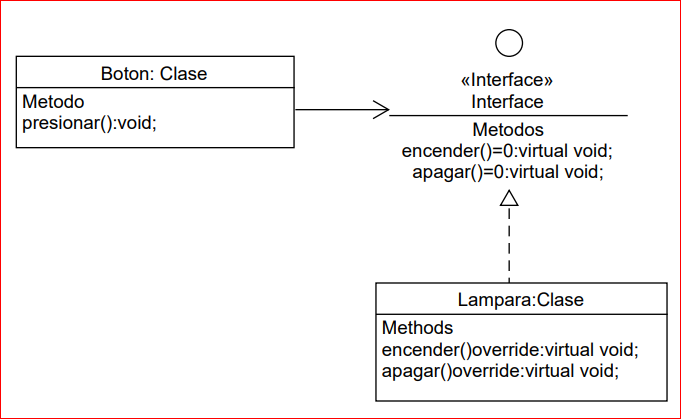 Boton: Clase
Metodo
presionar():void;
«Interface»
Interface
Metodos
encender()=0:virtual void;
apagar()=0:virtual void;
Lampara:Clase
Methods
encender()override:virtual void;
apagar()override:virtual void;